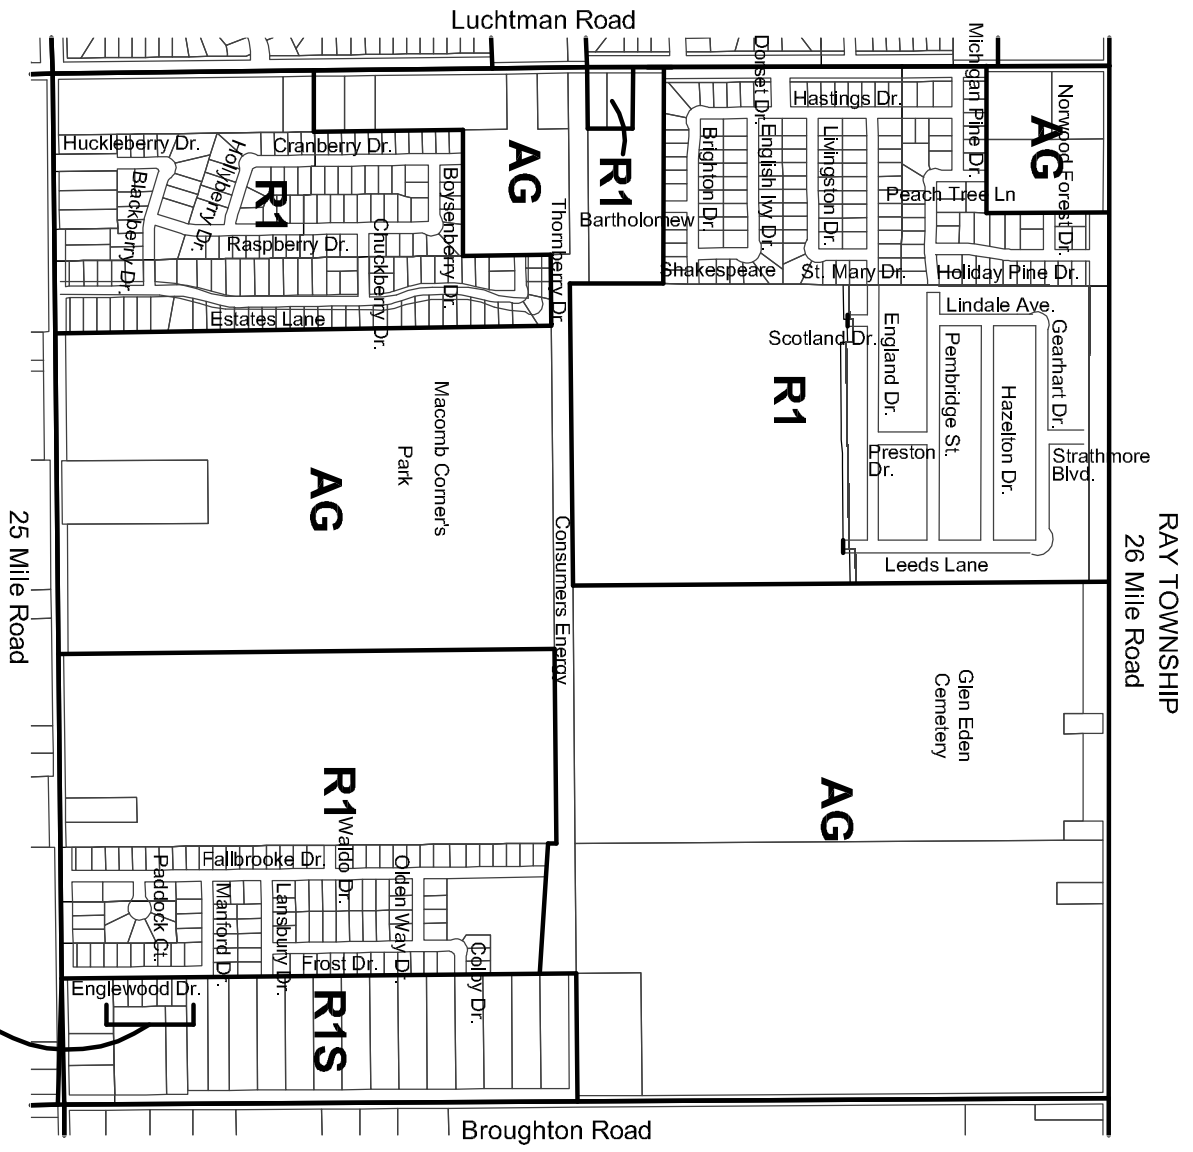 Luchtman Road
Michigan Pine Dr.
Dorset Dr.
Hastings Dr.
Norwood Forest Dr.
AG
Huckleberry Dr.
Cranberry Dr.
Hollyberry Dr.
AG
R1
Brighton Dr.
English Ivy Dr.
Livingston Dr.
Blackberry Dr.
R1
Boysenberry Dr.
Peach Tree Ln
Thornberry Dr.
Bartholomew
Raspberry Dr.
Chuckberry Dr.
Shakespeare
St. Mary Dr.
Holiday Pine Dr.
Estates Lane
Lindale Ave.
Scotland Dr.
England Dr.
Pembridge St.
Gearhart Dr.
Hazelton Dr.
R1
Macomb Corner's
Park
Preston
Dr.
Strathmore
Blvd.
AG
25 Mile Road
Consumers Energy
Leeds Lane
RAY TOWNSHIP
26 Mile Road
Glen Eden
Cemetery
R1
AG
Waldo Dr.
Fallbrooke Dr.
Paddock Ct.
Manford Dr.
Lansbury Dr.
Olden Way Dr.
Colby Dr.
Frost Dr.
Englewood Dr.
R1S
Broughton Road